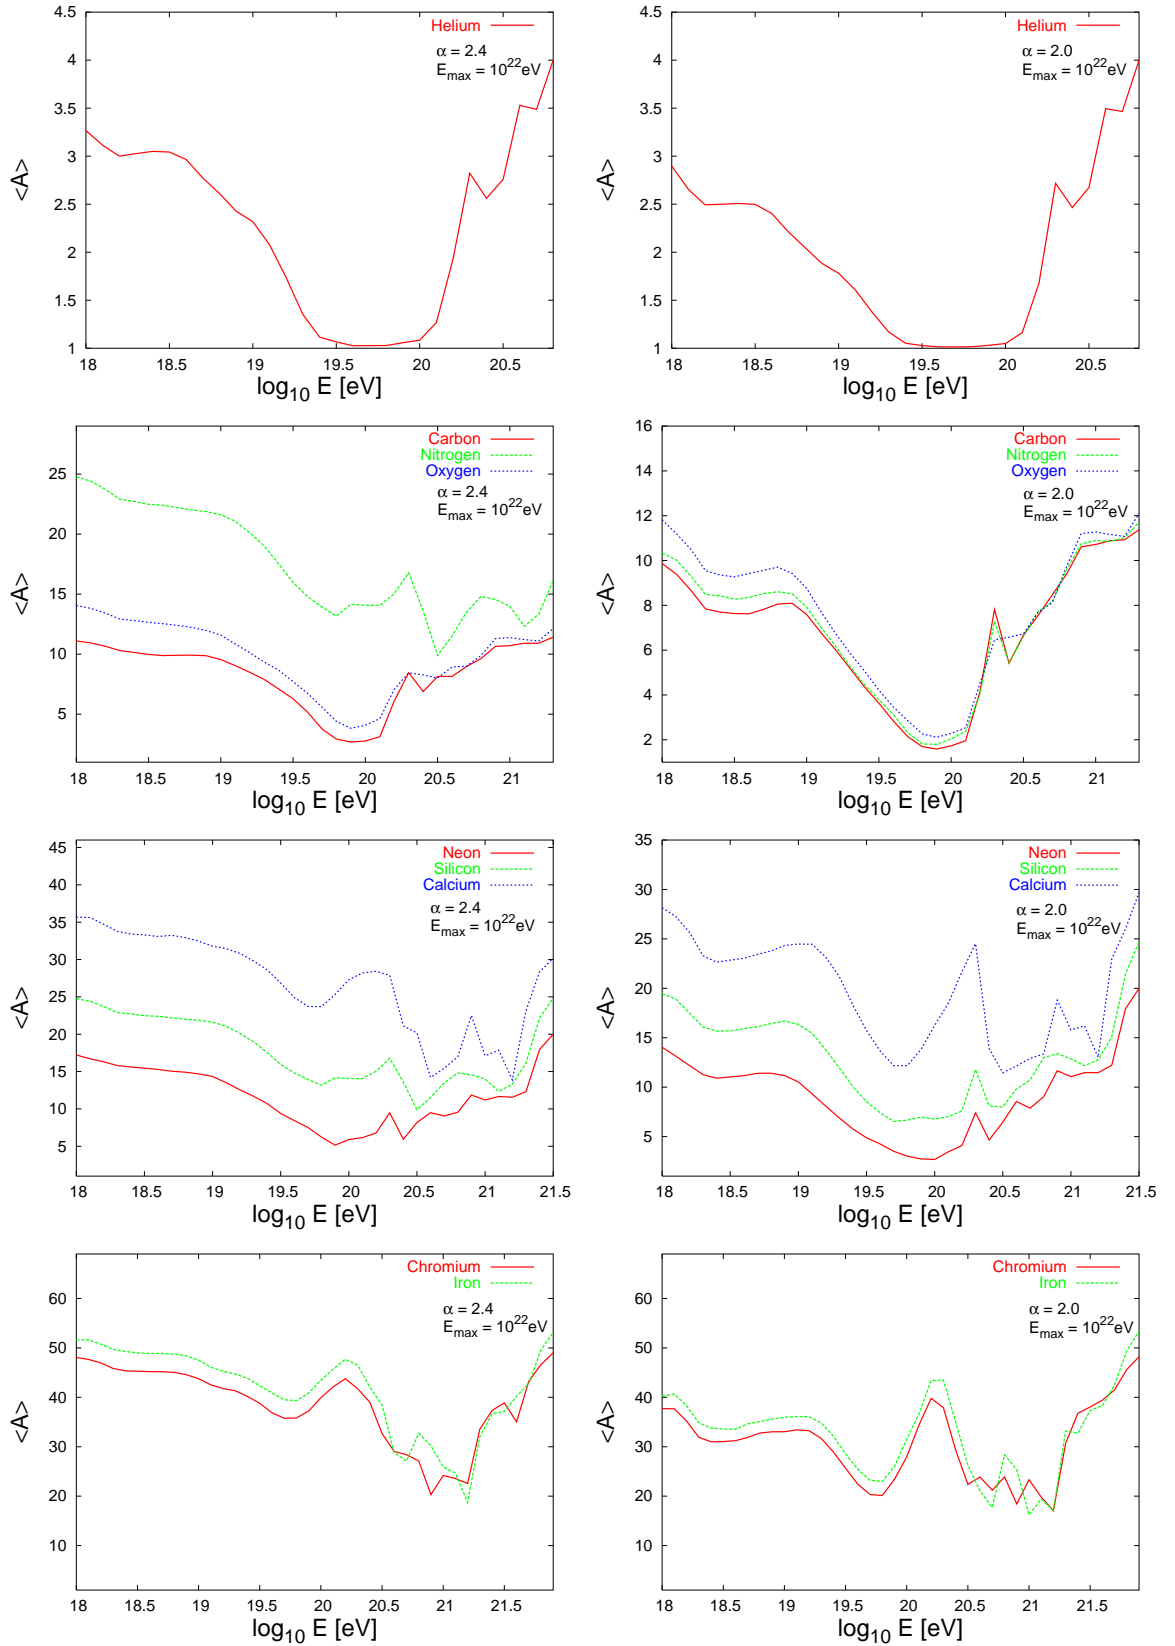 4.5
4
3.5
3
2.5
2
1.5
1
<A>
Helium
α = 2.4
E_max = 10^22 eV
18 18.5 19 19.5 20 20.5
log_10 E [eV]
4.5
4
3.5
3
2.5
2
1.5
1
<A>
Helium
α = 2.0
E_max = 10^22 eV
18 18.5 19 19.5 20 20.5
log_10 E [eV]
25
20
15
10
5
<A>
Carbon
Nitrogen
Oxygen
α = 2.4
E_max = 10^22 eV
18 18.5 19 19.5 20 20.5 21
log_10 E [eV]
16
14
12
10
8
6
4
2
<A>
Carbon
Nitrogen
Oxygen
α = 2.0
E_max = 10^22 eV
18 18.5 19 19.5 20 20.5 21
log_10 E [eV]
45
40
35
30
25
20
15
10
5
<A>
Neon
Silicon
Calcium
α = 2.4
E_max = 10^22 eV
18 18.5 19 19.5 20 20.5 21 21.5
log_10 E [eV]
35
30
25
20
15
10
5
<A>
Neon
Silicon
Calcium
α = 2.0
E_max = 10^22 eV
18 18.5 19 19.5 20 20.5 21 21.5
log_10 E [eV]
60
50
40
30
20
10
<A>
Chromium
Iron
α = 2.4
E_max = 10^22 eV
18 18.5 19 19.5 20 20.5 21 21.5
log_10 E [eV]
60
50
40
30
20
10
<A>
Chromium
Iron
α = 2.0
E_max = 10^22 eV
18 18.5 19 19.5 20 20.5 21 21.5
log_10 E [eV]